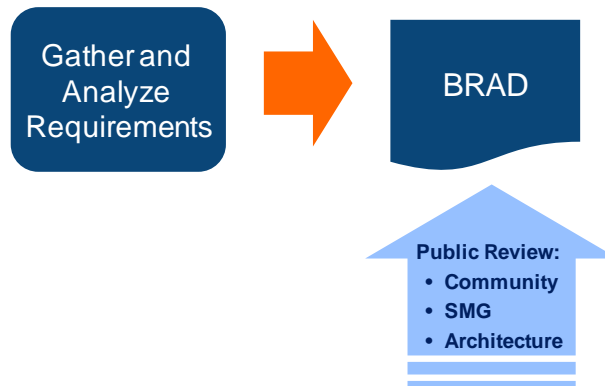 Gather and
Analyze
Requirements
BRAD
Public Review:
• Community
• SMG
• Architecture